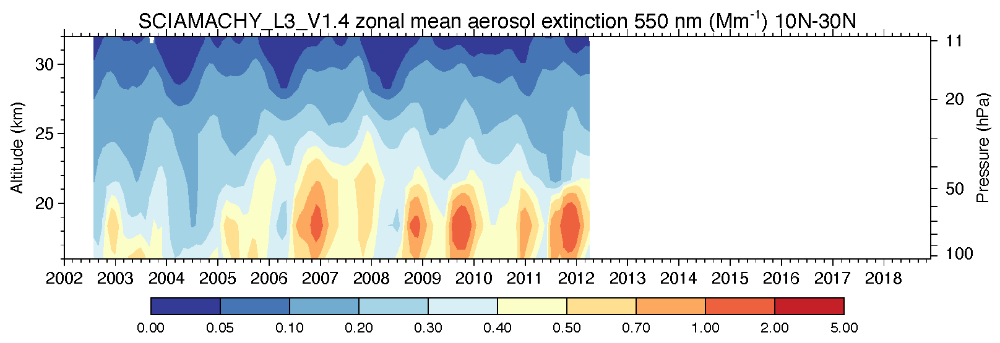 SCIAMACHY_L3_V1.4 zonal mean aerosol extinction 550 nm (Mm⁻¹) 10N-30N
Altitude (km)
30
25
20
Pressure (hPa)
11
20
50
100
2002 2003 2004 2005 2006 2007 2008 2009 2010 2011 2012 2013 2014 2015 2016 2017 2018
0.00 0.05 0.10 0.20 0.30 0.40 0.50 0.70 1.00 2.00 5.00